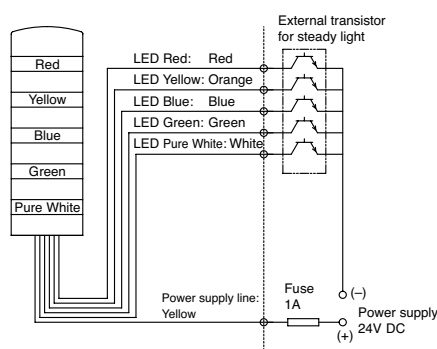 External transistor
for steady light
LED Red: Red
LED Yellow: Orange
LED Blue: Blue
LED Green: Green
LED Pure White: White
Red
Yellow
Blue
Green
Pure White
Power supply line:
Yellow
Fuse
1A
(–)
Power supply
24V DC
(+)